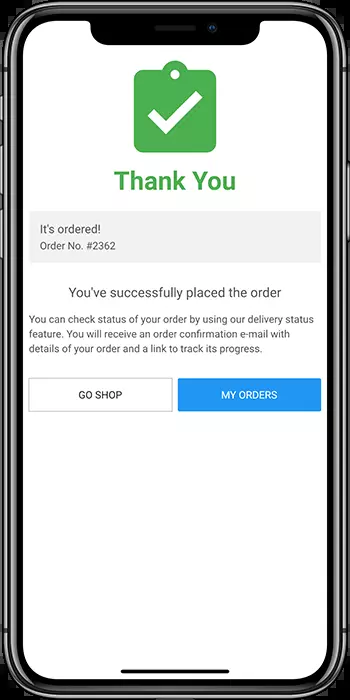 Thank You
It's ordered!
Order No. #2362
You've successfully placed the order
You can check status of your order by using our delivery status
feature. You will receive an order confirmation e-mail with
details of your order and a link to track its progress.
GO SHOP
MY ORDERS